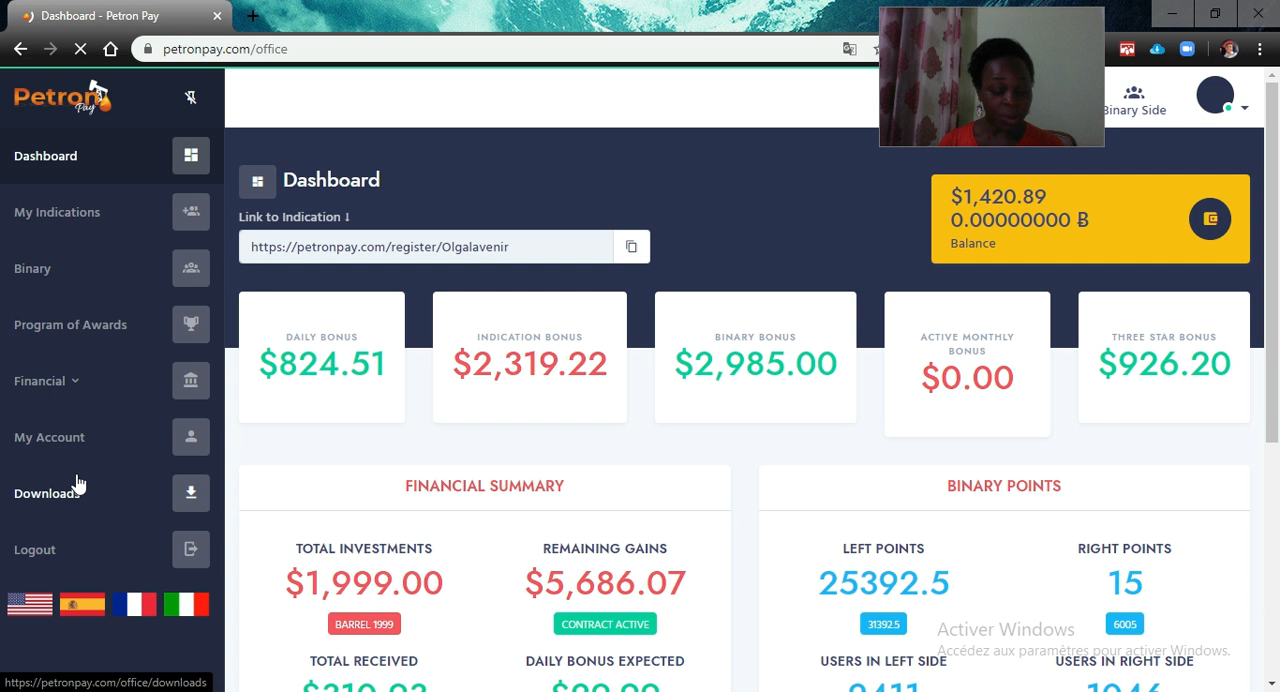 Dashboard - Petron Pay
petronpay.com/office
Petron
Pay
Binary Side
Dashboard
My Indications
Binary
Program of Awards
Financial
My Account
Downloads
Logout
Dashboard
Link to Indication
https://petronpay.com/register/Olgalavenir
$1,420.89
0.00000000 Ƀ
Balance
DAILY BONUS
$824.51
INDICATION BONUS
$2,319.22
BINARY BONUS
$2,985.00
ACTIVE MONTHLY
BONUS
$0.00
THREE STAR BONUS
$926.20
FINANCIAL SUMMARY
TOTAL INVESTMENTS
$1,999.00
BARREL 1999
REMAINING GAINS
$5,686.07
CONTRACT ACTIVE
TOTAL RECEIVED
DAILY BONUS EXPECTED
BINARY POINTS
LEFT POINTS
25392.5
31392.5
RIGHT POINTS
15
6005
USERS IN LEFT SIDE
USERS IN RIGHT SIDE
Activer Windows
Accédez aux paramètres pour activer Windows.
https://petronpay.com/office/downloads